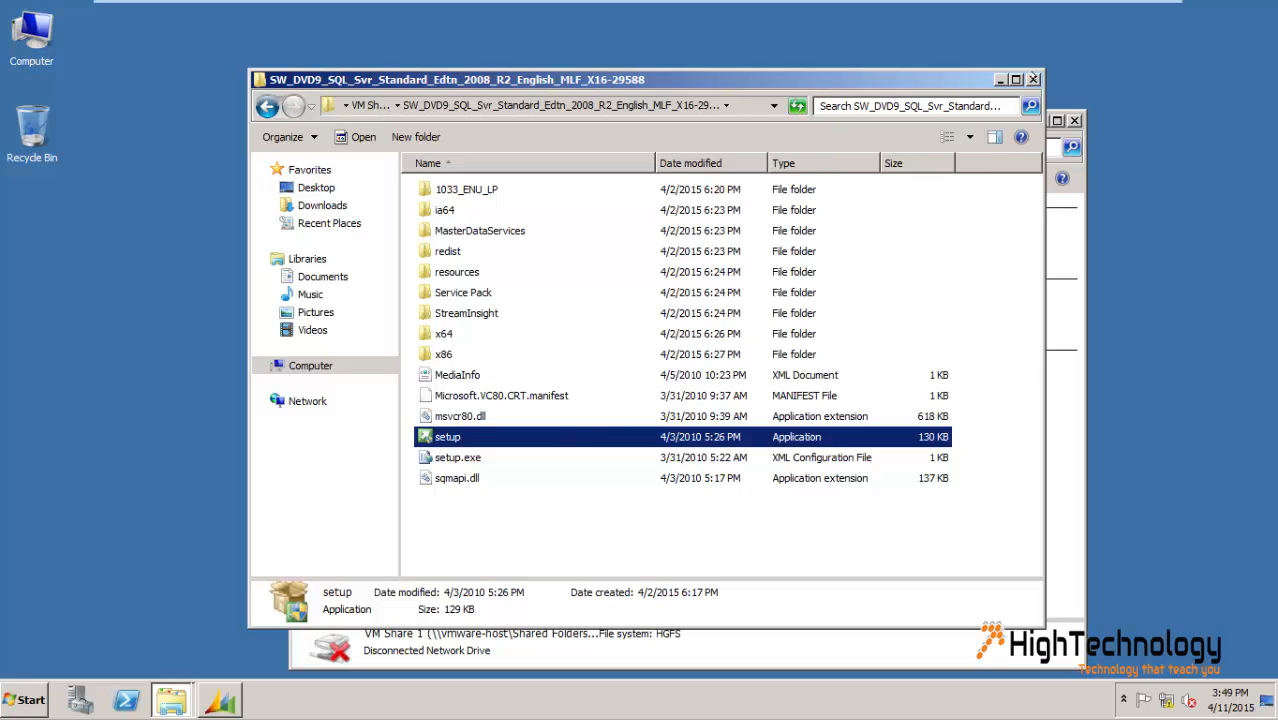 Computer
Recycle Bin
SW_DVD9_SQL_Svr_Standard_Edtn_2008_R2_English_MLF_X16-29588
VM Sh... SW_DVD9_SQL_Svr_Standard_Edtn_2008_R2_English_MLF_X16-29... Search SW_DVD9_SQL_Svr_Standard...
Organize Open New folder
Favorites
Desktop
Downloads
Recent Places
Libraries
Documents
Music
Pictures
Videos
Computer
Network
Name Date modified Type Size
1033_ENU_LP 4/2/2015 6:20 PM File folder
ia64 4/2/2015 6:23 PM File folder
MasterDataServices 4/2/2015 6:23 PM File folder
redist 4/2/2015 6:23 PM File folder
resources 4/2/2015 6:24 PM File folder
Service Pack 4/2/2015 6:24 PM File folder
StreamInsight 4/2/2015 6:24 PM File folder
x64 4/2/2015 6:26 PM File folder
x86 4/2/2015 6:27 PM File folder
MediaInfo 4/5/2010 10:23 PM XML Document 1 KB
Microsoft.VC80.CRT.manifest 3/31/2010 9:37 AM MANIFEST File 1 KB
msvcr80.dll 3/31/2010 9:39 AM Application extension 618 KB
setup 4/3/2010 5:26 PM Application 130 KB
setup.exe 3/31/2010 5:22 AM XML Configuration File 1 KB
sqmapi.dll 4/3/2010 5:17 PM Application extension 137 KB
setup Date modified: 4/3/2010 5:26 PM Date created: 4/2/2015 6:17 PM
Application Size: 129 KB
VM Share 1 (\\vmware-host\Shared Folders...File system: HGFS
Disconnected Network Drive
HighTechnology
Technology that teach you
Start
3:49 PM
4/11/2015